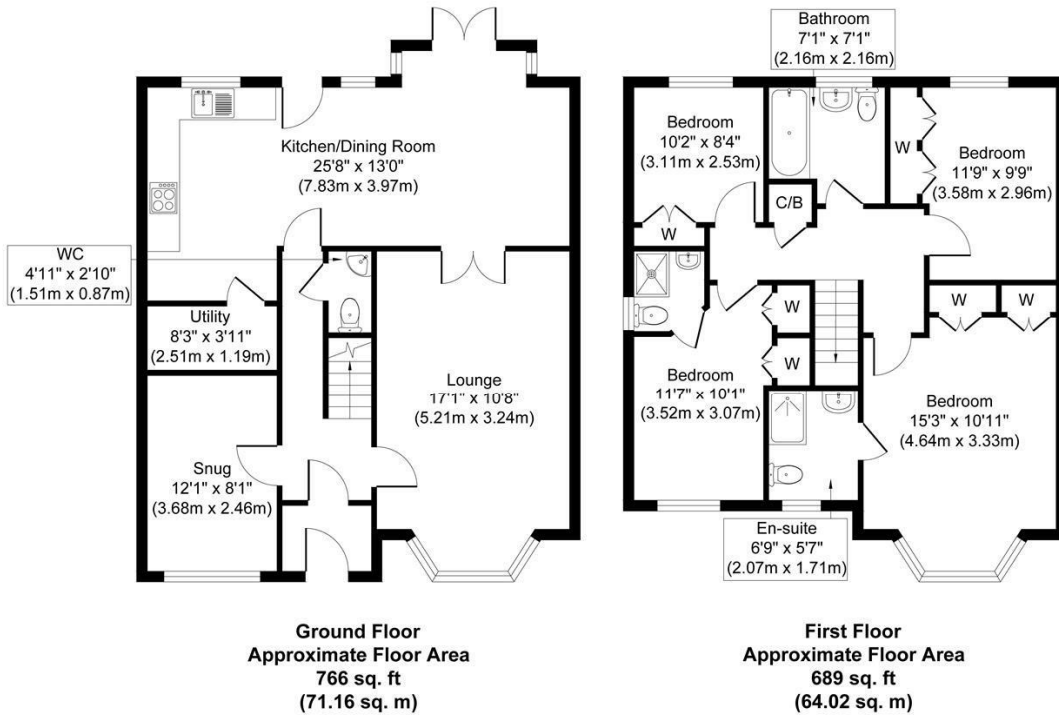 Kitchen/Dining Room
25'8" x 13'0"
(7.83m x 3.97m)
WC
4'11" x 2'10"
(1.51m x 0.87m)
Utility
8'3" x 3'11"
(2.51m x 1.19m)
Lounge
17'1" x 10'8"
(5.21m x 3.24m)
Snug
12'1" x 8'1"
(3.68m x 2.46m)
Ground Floor
Approximate Floor Area
766 sq. ft
(71.16 sq. m)
Bathroom
7'1" x 7'1"
(2.16m x 2.16m)
Bedroom
10'2" x 8'4"
(3.11m x 2.53m)
W
W
Bedroom
11'9" x 9'9"
(3.58m x 2.96m)
C/B
W
W
W
W
Bedroom
11'7" x 10'1"
(3.52m x 3.07m)
Bedroom
15'3" x 10'11"
(4.64m x 3.33m)
En-suite
6'9" x 5'7"
(2.07m x 1.71m)
First Floor
Approximate Floor Area
689 sq. ft
(64.02 sq. m)